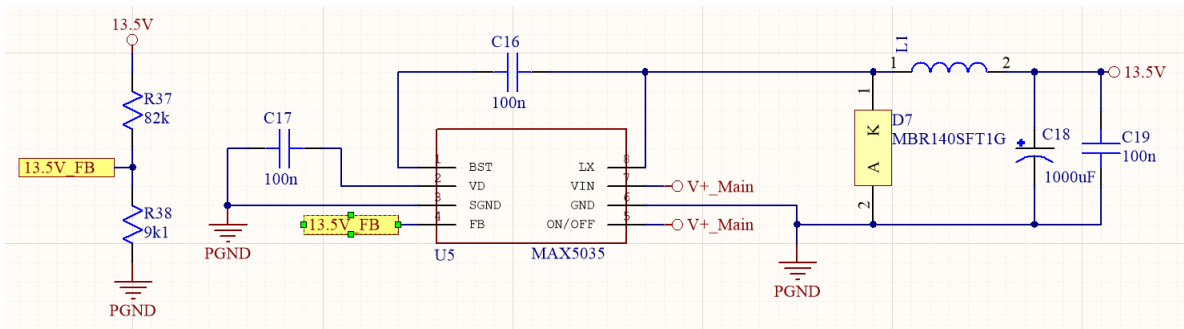 13.5V
R37
82k
13.5V_FB
R38
9k1
PGND
C17
100n
PGND
C16
100n
13.5V_FB
1 BST
2 VD
3 SGND
4 FB
LX 8
VIN 7
GND 6
ON/OFF 5
U5
MAX5035
V+_Main
V+_Main
PGND
L1
1
2
13.5V
1
K
A
2
D7
MBR140SFT1G
C18
1000uF
C19
100n